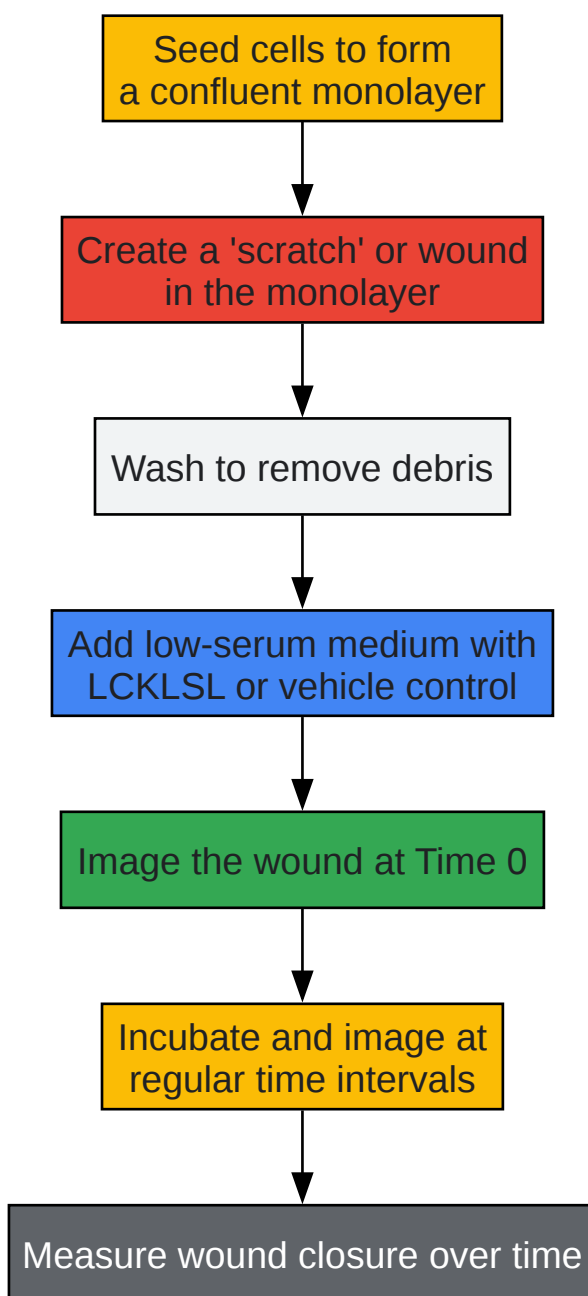 Seed cells to form
a confluent monolayer
Create a 'scratch' or wound
in the monolayer
Wash to remove debris
Add low-serum medium with
LCKLSL or vehicle control
Image the wound at Time 0
Incubate and image at
regular time intervals
Measure wound closure over time